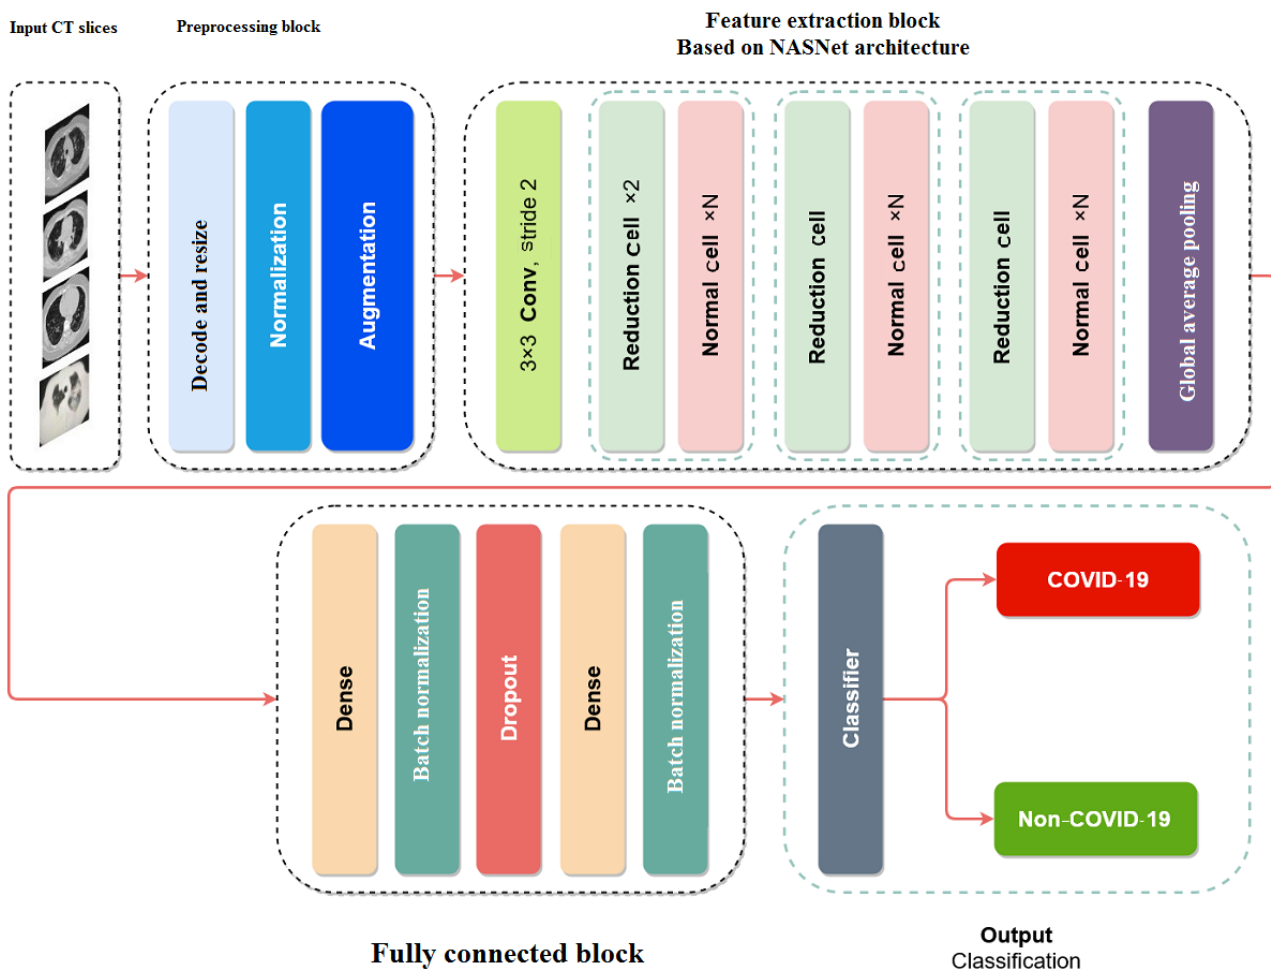 Input CT slices
Preprocessing block
Feature extraction block
Based on NASNet architecture
Decode and resize
Normalization
Augmentation
3×3 Conv, stride 2
Reduction cell ×2
Normal cell ×N
Reduction cell
Normal cell ×N
Reduction cell
Normal cell ×N
Global average pooling
Dense
Batch normalization
Dropout
Dense
Batch normalization
Classifier
COVID-19
Non-COVID-19
Fully connected block
Output
Classification